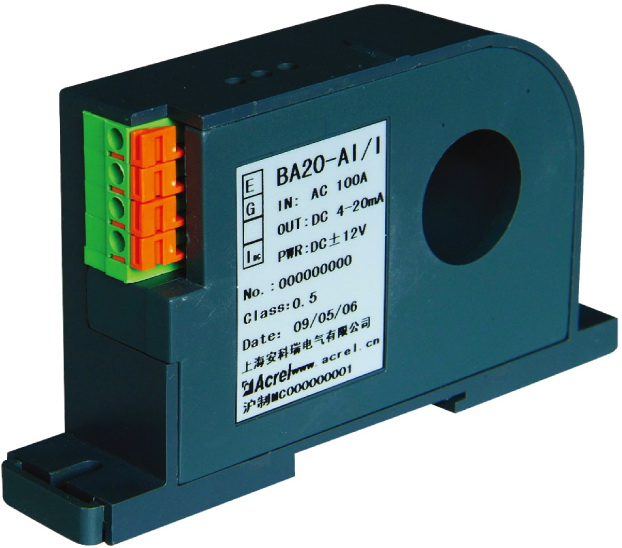 E
G
IDC
BA20-AI/I
IN: AC 100A
OUT:DC 4-20mA
PWR:DC±12V
No.:000000000
Class:0.5
Date: 09/05/06
上海安科瑞电气有限公司
Acrel www.acrel.cn
沪制MC000000001